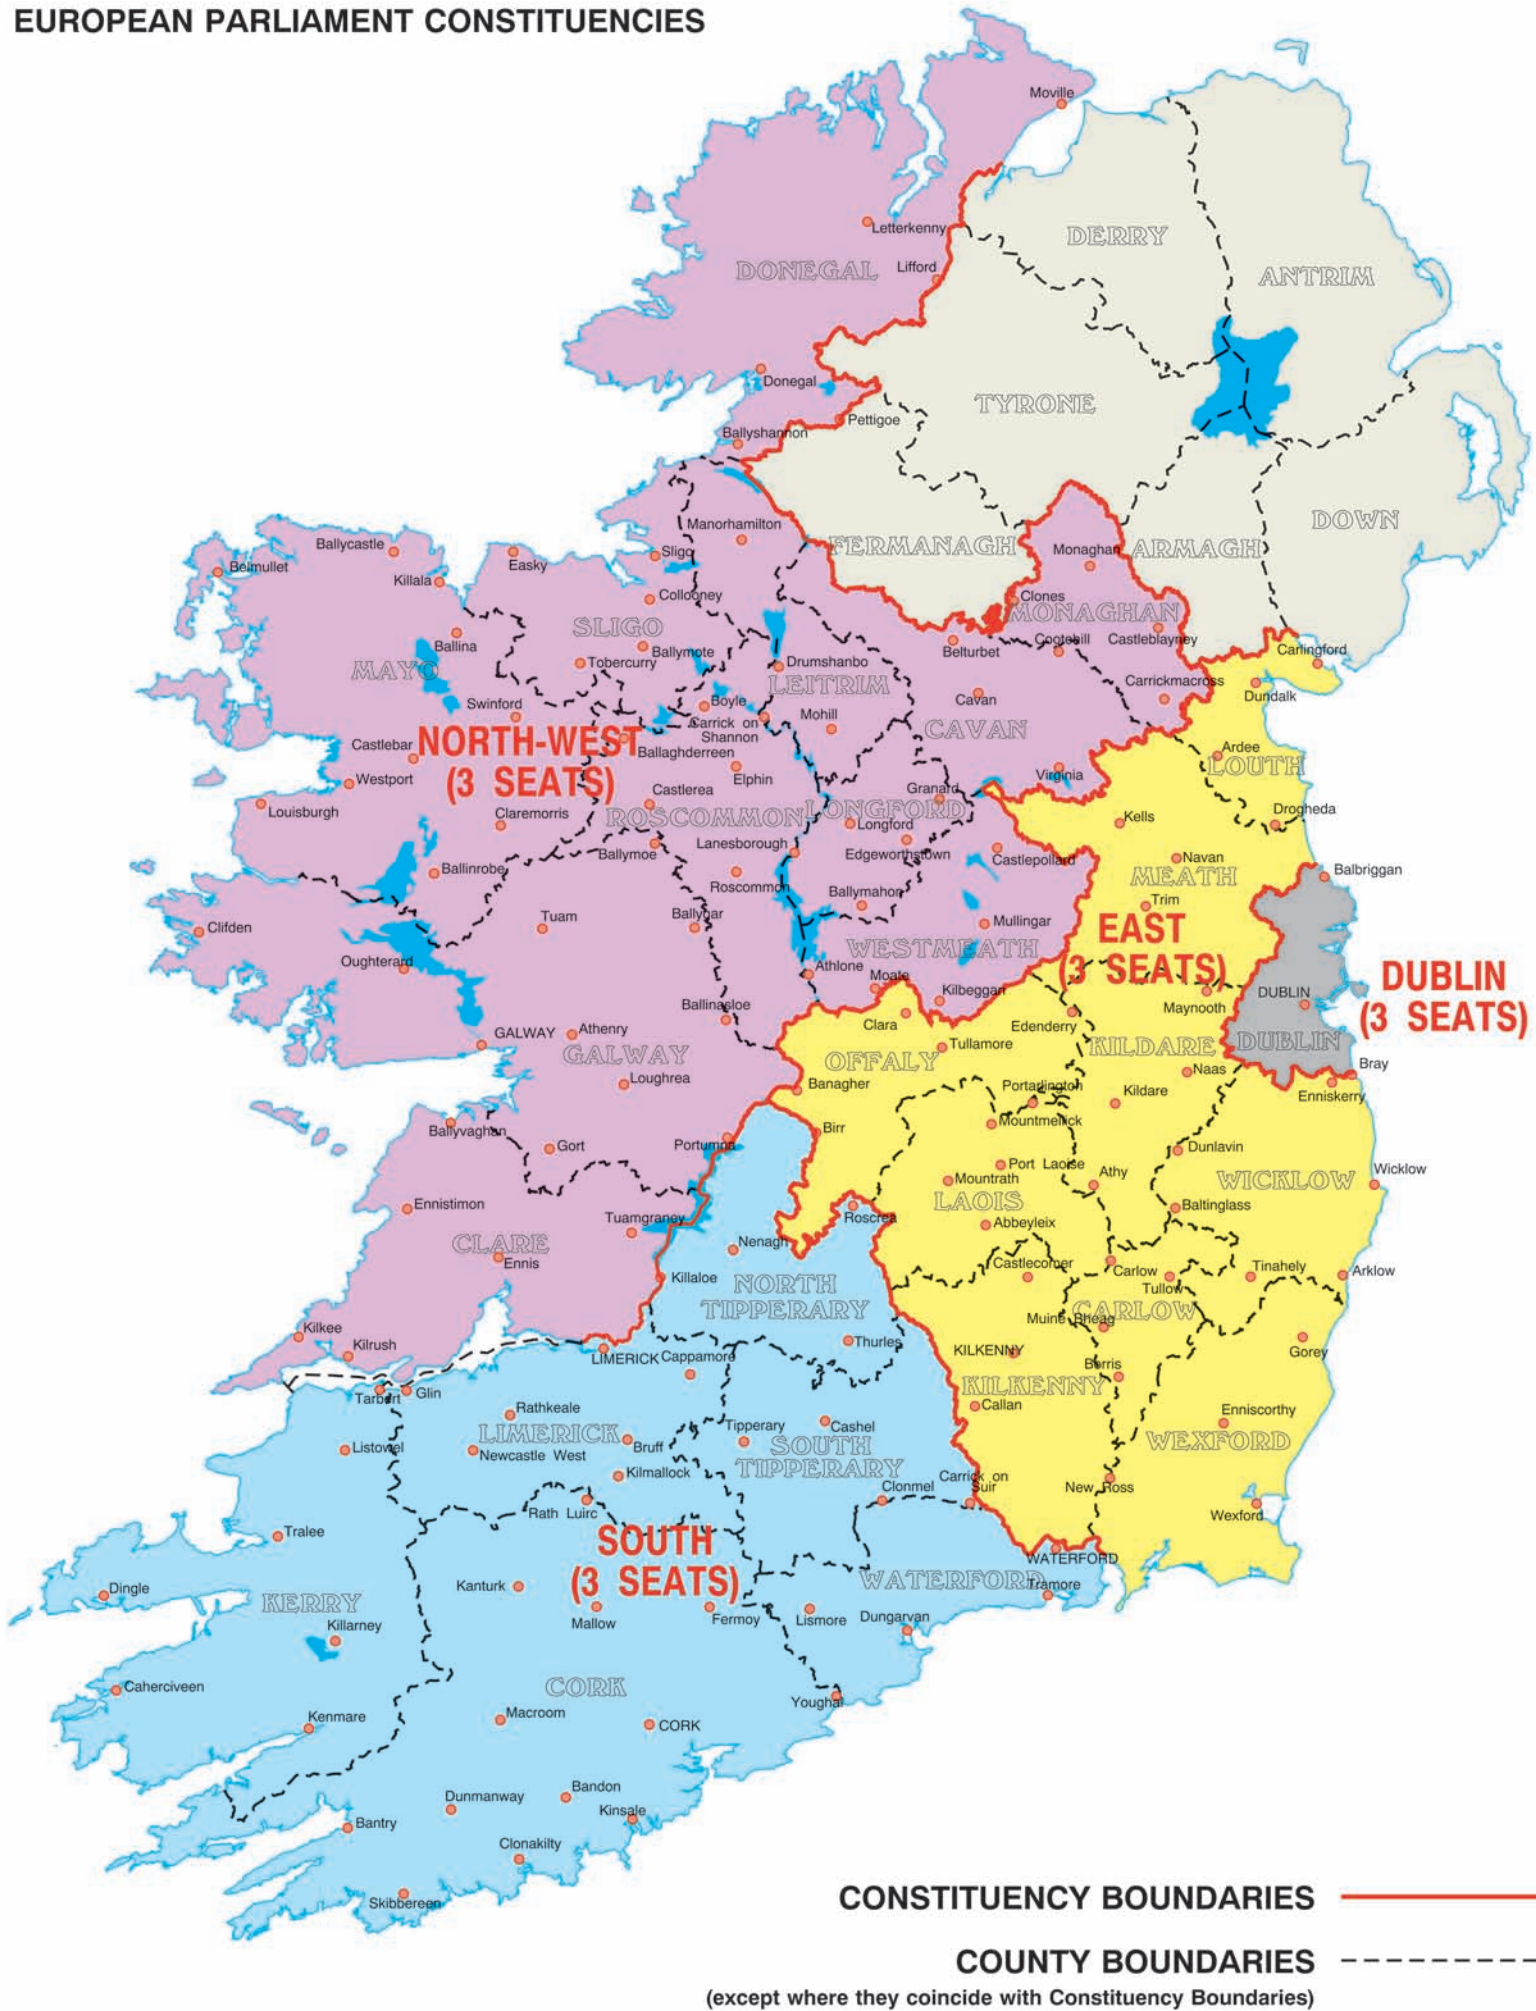 EUROPEAN PARLIAMENT CONSTITUENCIES
Moville
DERRY
Letterkenny
DONEGAL
Lifford
ANTRIM
Donegal
TYRONE
Pettigoe
Ballyshannon
DOWN
Manorhamilton
FERMANAGH
Monaghan
ARMAGH
Ballycastle
Sligo
Easky
Belmullet
Killala
Collooney
Clones
MONAGHAN
SLIGO
Ballina
Ballymote
Cootehill
Castleblayney
Belturbet
Carlingford
MAYO
Tobercurry
Drumshanbo
LEITRIM
Carrickmacross
Dundalk
Swinford
Boyle
Cavan
Mohill
Carrick on
Shannon
CAVAN
Castlebar
NORTH-WEST
(3 SEATS)
Ballaghderreen
Ardee
LOUTH
Westport
Elphin
Virginia
Castlerea
Granard
Louisburgh
Claremorris
ROSCOMMON
LONGFORD
Drogheda
Kells
Longford
Lanesborough
Ballymoe
Edgeworthstown
Castlepollard
Navan
Ballinrobe
Balbriggan
MEATH
Roscommon
Ballymahon
Trim
Tuam
Ballygar
Clifden
Mullingar
EAST
(3 SEATS)
WESTMEATH
Oughterard
Athlone
Moate
DUBLIN
(3 SEATS)
Kilbeggan
DUBLIN
Ballinasloe
Maynooth
Clara
Edenderry
GALWAY
Athenry
Tullamore
KILDARE
DUBLIN
GALWAY
OFFALY
Bray
Naas
Loughrea
Banagher
Portarlington
Kildare
Enniskerry
Ballyvaghan
Mountmellick
Birr
Gort
Portumna
Dunlavin
Port Laoise
Athy
Wicklow
Mountrath
WICKLOW
LAOIS
Ennistimon
Baltinglass
Tuamgraney
Roscrea
Abbeyleix
CLARE
Nenagh
Ennis
Castlecomer
Killaloe
Carlow
Tinahely
Arklow
NORTH
TIPPERARY
Tullow
CARLOW
Muine Bheag
Kilkee
Kilrush
Thurles
KILKENNY
Gorey
LIMERICK
Cappamore
Borris
KILKENNY
Tarbert
Glin
Callan
Rathkeale
Enniscorthy
LIMERICK
Tipperary
Cashel
WEXFORD
Listowel
Bruff
SOUTH
TIPPERARY
Newcastle West
Kilmallock
Carrick on
Suir
Clonmel
New Ross
Rath Luirc
Wexford
Tralee
SOUTH
(3 SEATS)
WATERFORD
WATERFORD
Dingle
Kanturk
Tramore
KERRY
Mallow
Fermoy
Lismore
Dungarvan
Killarney
Caherciveen
CORK
Youghal
Kenmare
Macroom
CORK
Bandon
Dunmanway
Kinsale
Bantry
Clonakilty
Skibbereen
CONSTITUENCY BOUNDARIES
COUNTY BOUNDARIES
(except where they coincide with Constituency Boundaries)